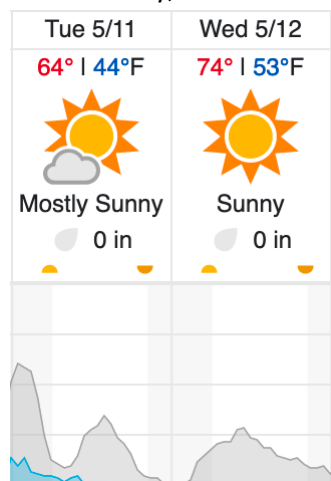 Tue 5/11
Wed 5/12
64° | 44°F
74° | 53°F
Mostly Sunny
Sunny
0 in
0 in